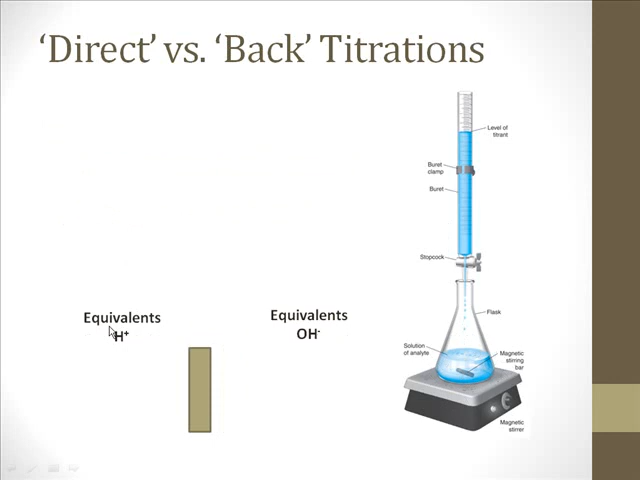 ‘Direct’ vs. ‘Back’ Titrations
Level of
titrant
Buret
clamp
Buret
Stopcock
Equivalents
H⁺
Equivalents
OH⁻
Flask
Solution
of analyte
Magnetic
stirring
bar
Magnetic
stirrer